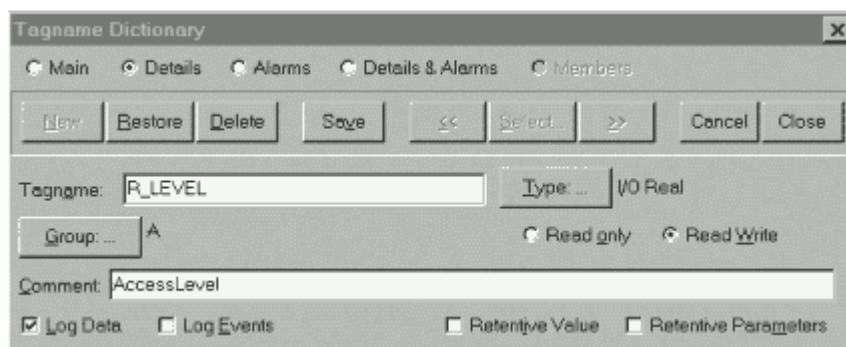 Tagname Dictionary
Main Details Alarms Details & Alarms Members
New Restore Delete Save << Select... >> Cancel Close
Tagname: R_LEVEL Type: ... I/O Real
Group: ... A Read only Read Write
Comment: AccessLevel
Log Data Log Events Retentive Value Retentive Parameters